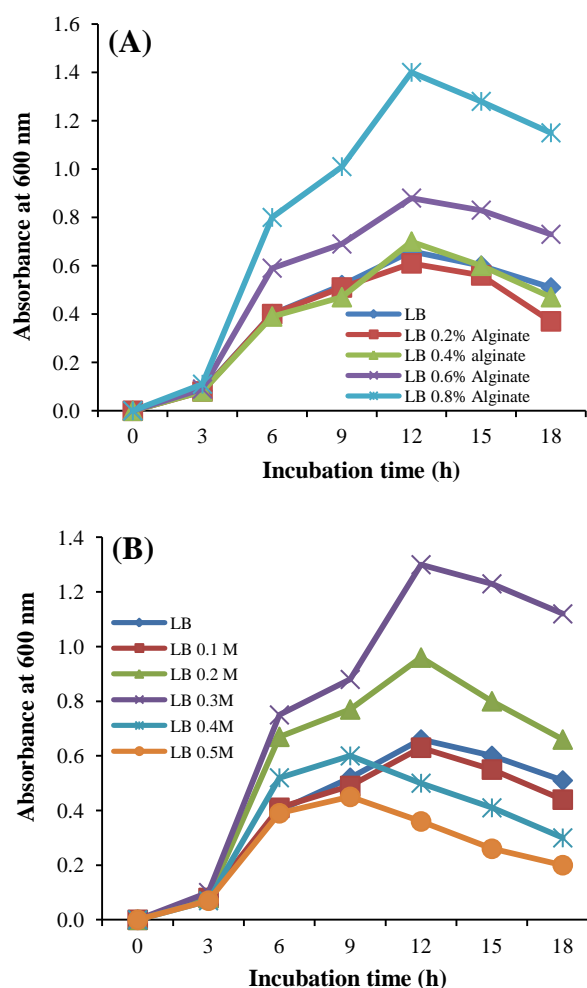 (A)
Absorbance at 600 nm
1.6
1.4
1.2
1.0
0.8
0.6
0.4
0.2
0.0
LB
LB 0.2% Alginate
LB 0.4% alginate
LB 0.6% Alginate
LB 0.8% Alginate
0 3 6 9 12 15 18
Incubation time (h)
(B)
Absorbance at 600 nm
1.4
1.2
1.0
0.8
0.6
0.4
0.2
0.0
LB
LB 0.1 M
LB 0.2 M
LB 0.3M
LB 0.4M
LB 0.5M
0 3 6 9 12 15 18
Incubation time (h)